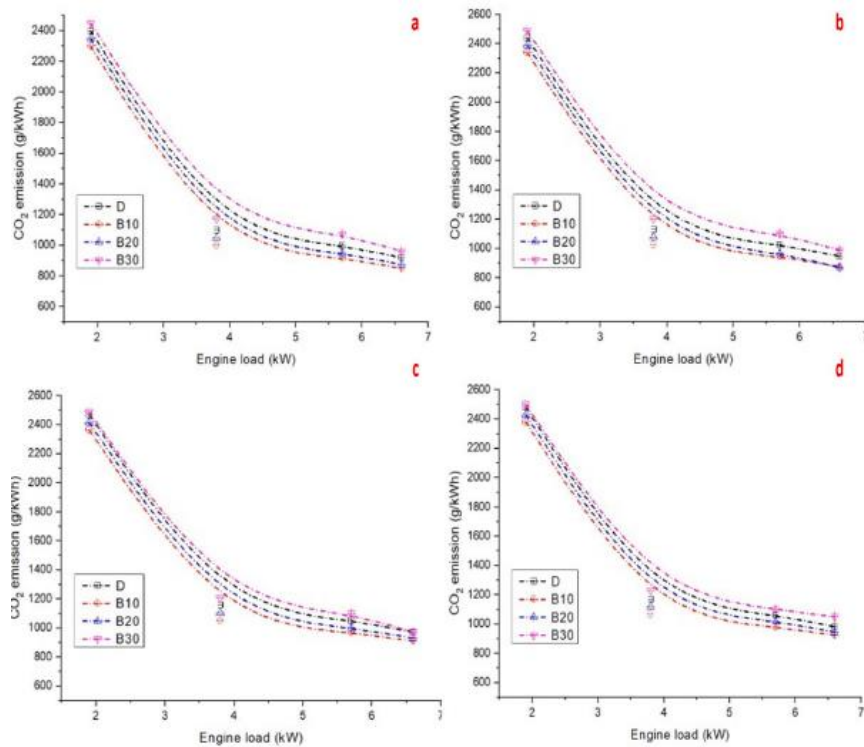 a
2400
2200
2000
1800
1600
1400
1200
1000
800
600
CO2 emission (g/kWh)
D
B10
B20
B30
2 3 4 5 6 7
Engine load (kW)
b
2600
2400
2200
2000
1800
1600
1400
1200
1000
800
600
CO2 emission (g/kWh)
D
B10
B20
B30
2 3 4 5 6 7
Engine load (kW)
c
2600
2400
2200
2000
1800
1600
1400
1200
1000
800
600
CO2 emission (g/kWh)
D
B10
B20
B30
2 3 4 5 6
Engine load (kW)
d
2600
2400
2200
2000
1800
1600
1400
1200
1000
800
600
CO2 emission (g/kWh)
D
B10
B20
B30
2 3 4 5 6 7
Engine load (kW)